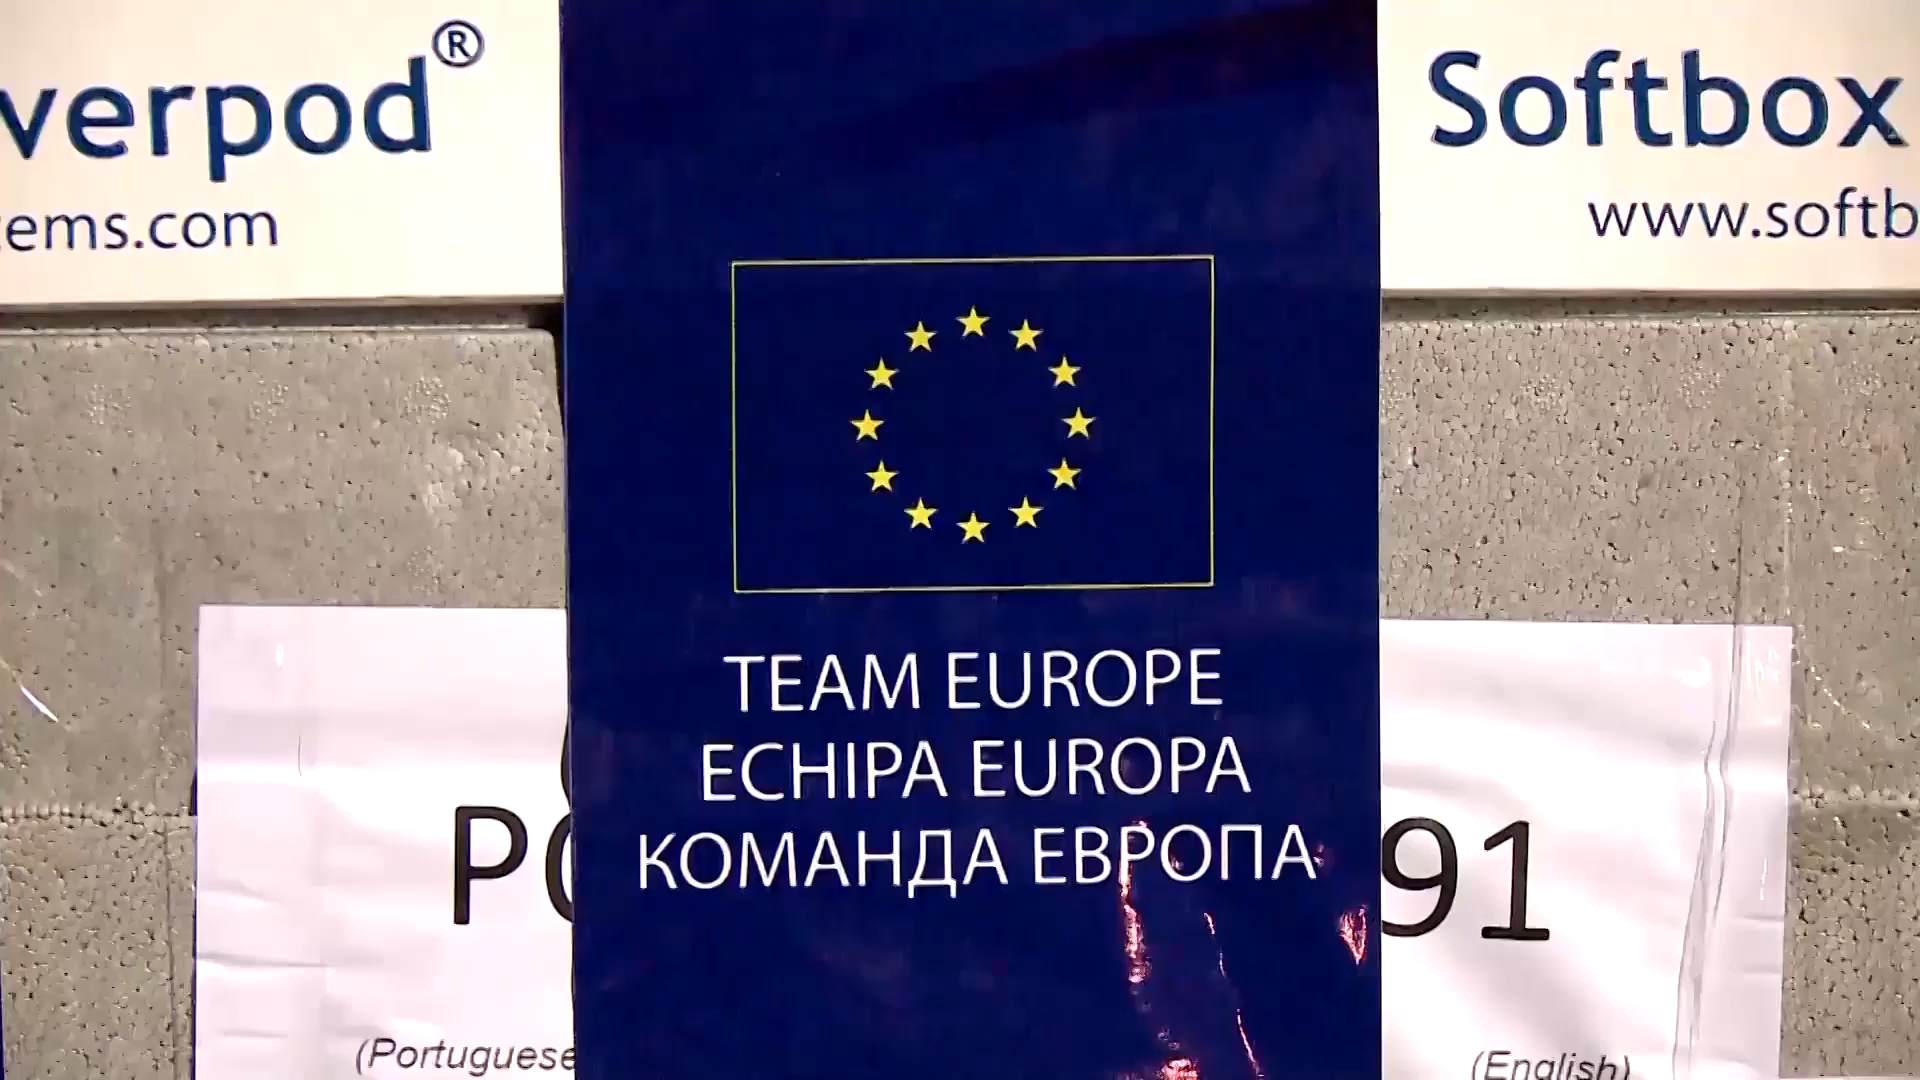 verpod®
ems.com
Softbox
www.softb
TEAM EUROPE
ECHIPA EUROPA
КОМАНДА ЕВРОПА
P
91
(Portuguese
(English)